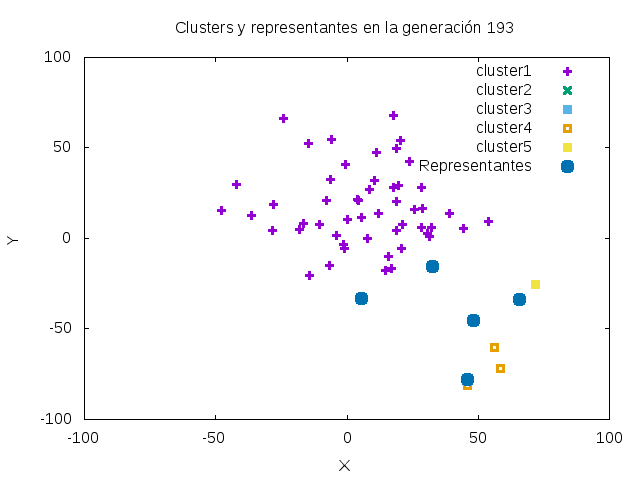 Clusters y representantes en la generación 193
100
50
0
-50
-100
-100
-50
0
50
100
Y
X
cluster1
cluster2
cluster3
cluster4
cluster5
Representantes